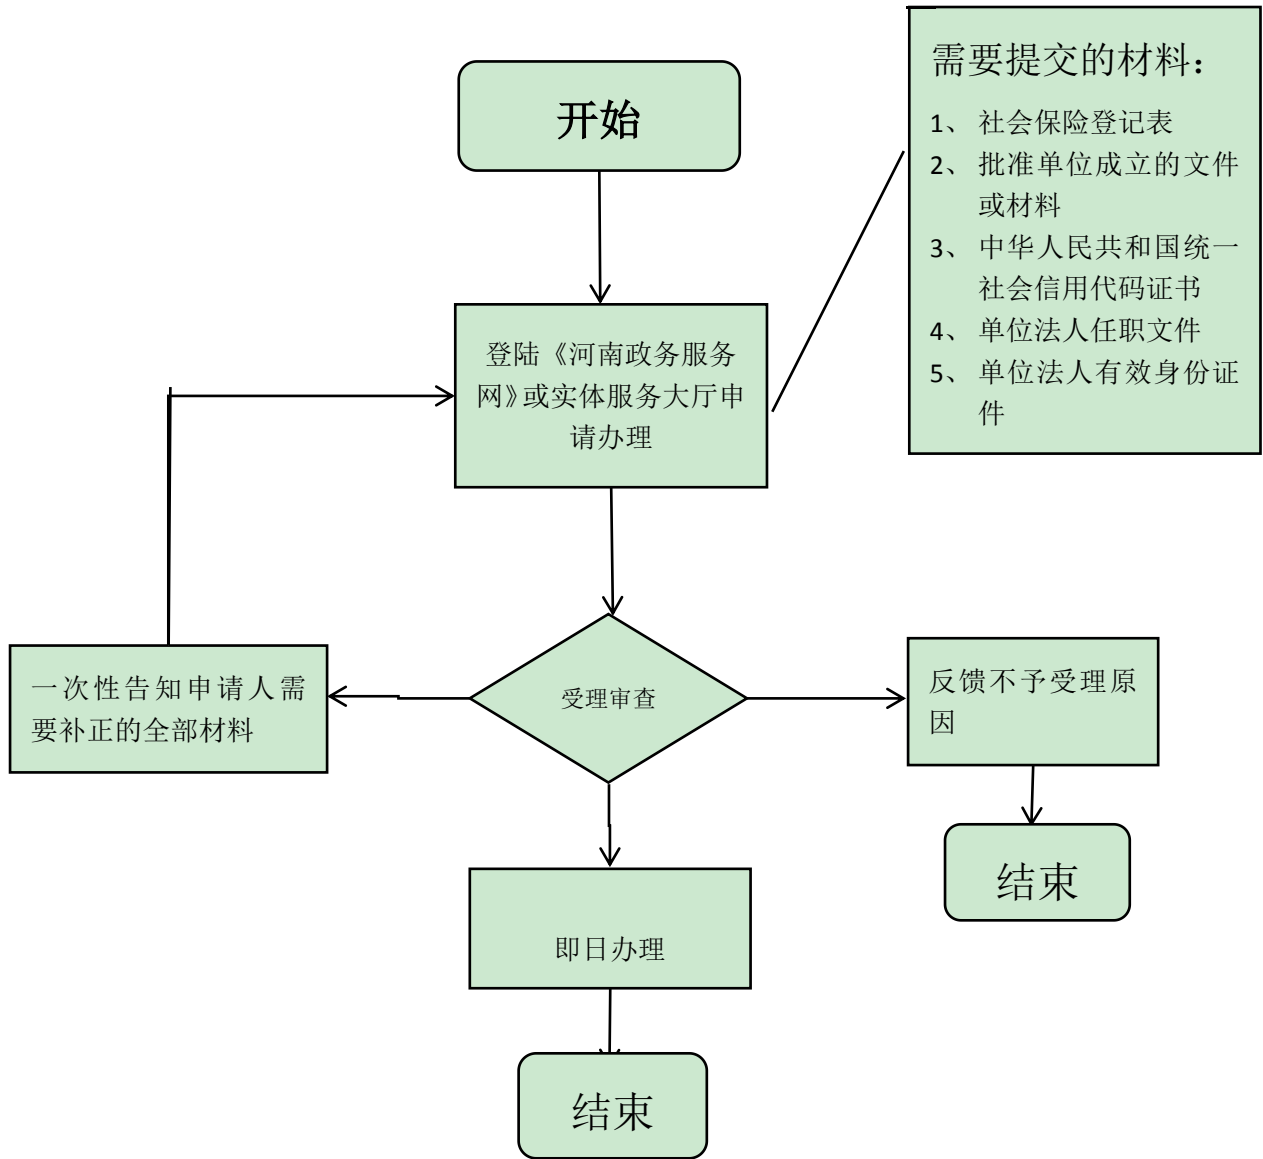 开始
需要提交的材料：
1、 社会保险登记表
2、 批准单位成立的文件
或材料
3、 中华人民共和国统一
社会信用代码证书
4、 单位法人任职文件
5、 单位法人有效身份证
件
登陆《河南政务服务
网》或实体服务大厅申
请办理
一次性告知申请人需
要补正的全部材料
受理审查
反馈不予受理原
因
结束
即日办理
结束